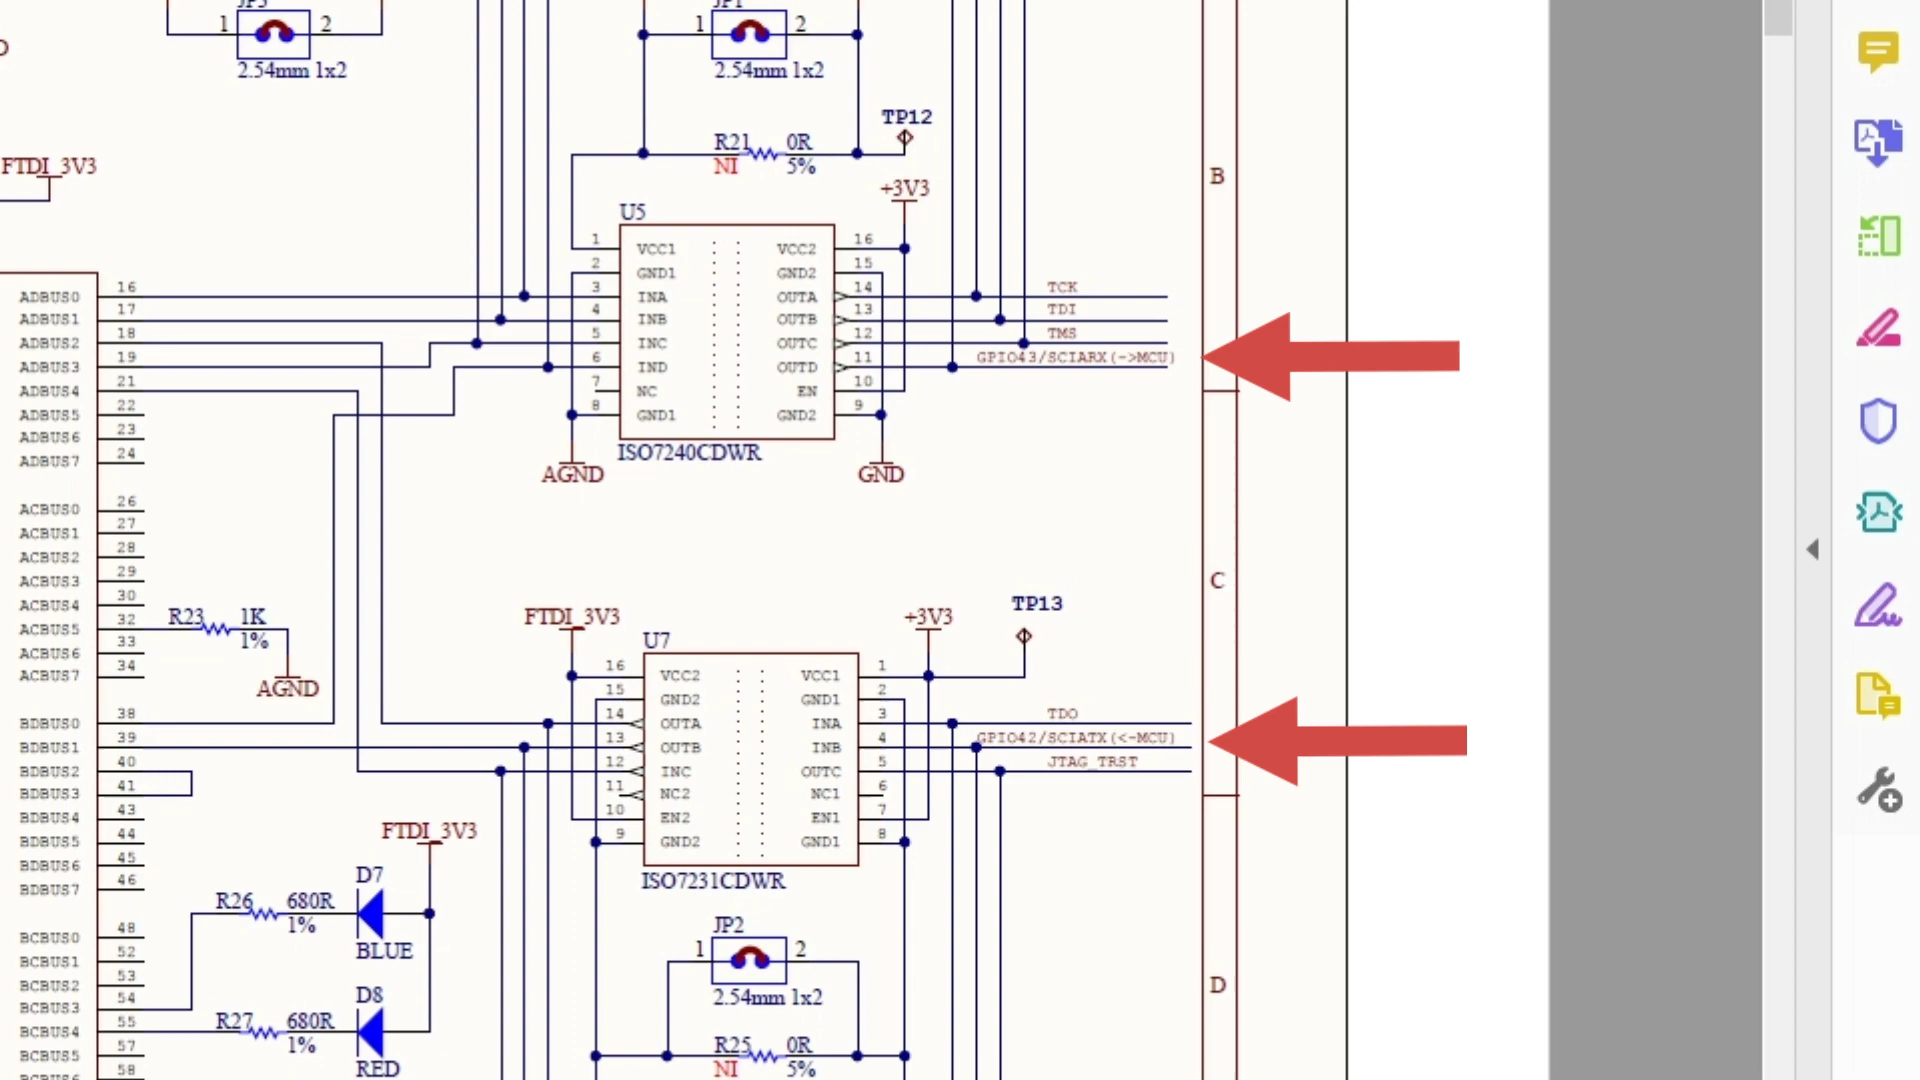 JP3
JP1
1 2
1 2
2.54mm 1x2
2.54mm 1x2
TP12
R21 0R
NI 5%
FTDI_3V3
+3V3
B
U5
1 VCC1 VCC2 16
2 GND1 GND2 15
ADBUS0 16 3 INA OUTA 14 TCK
ADBUS1 17 4 INB OUTB 13 TDI
ADBUS2 18 5 INC OUTC 12 TMS
ADBUS3 19 6 IND OUTD 11 GPIO43/SCIARX(->MCU)
ADBUS4 21 7 NC EN 10
ADBUS5 22 8 GND1 GND2 9
ADBUS6 23
ADBUS7 24
ISO7240CDWR
AGND GND
ACBUS0 26
ACBUS1 27
ACBUS2 28
ACBUS3 29
ACBUS4 30
ACBUS5 32
ACBUS6 33
ACBUS7 34
R23 1K
1%
AGND
C
FTDI_3V3 +3V3 TP13
U7
16 VCC2 VCC1 1
15 GND2 GND1 2
BDBUS0 38 14 OUTA INA 3 TDO
BDBUS1 39 13 OUTB INB 4 GPIO42/SCIATX(<-MCU)
BDBUS2 40 12 INC OUTC 5 JTAG_TRST
BDBUS3 41 11 NC2 NC1 6
BDBUS4 43 10 EN2 EN1 7
BDBUS5 44 9 GND2 GND1 8
BDBUS6 45
BDBUS7 46
ISO7231CDWR
FTDI_3V3
D7
R26 680R
1%
BLUE
BCBUS0 48
BCBUS1 52
BCBUS2 53
BCBUS3 54
BCBUS4 55
BCBUS5 57
BCBUS6 58
D8
R27 680R
1%
RED
JP2
1 2
2.54mm 1x2
D
R25 0R
NI 5%